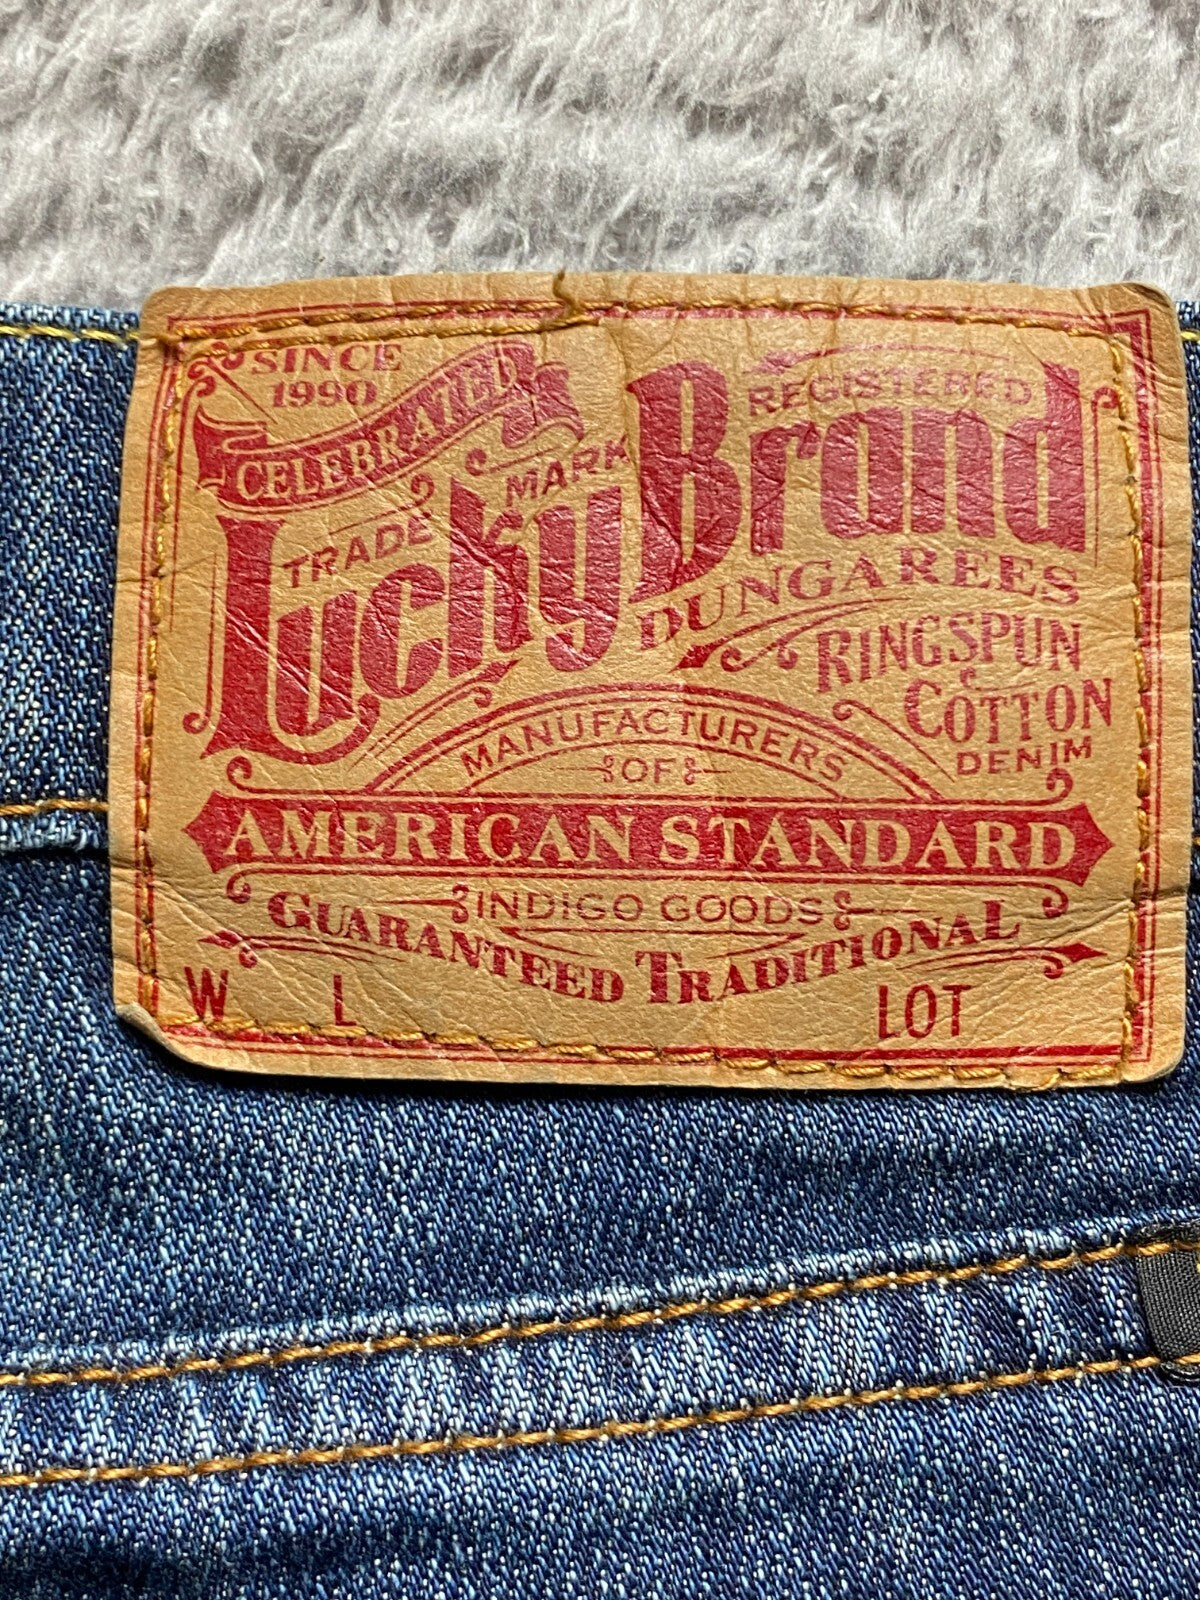 SINCE
1990
CELEBRATED
TRADE MARK
REGISTERED
Lucky Brand
DUNGAREES
RINGSPUN
COTTON
DENIM
MANUFACTURERS
OF
AMERICAN STANDARD
INDIGO GOODS
GUARANTEED TRADITIONAL
W L LOT